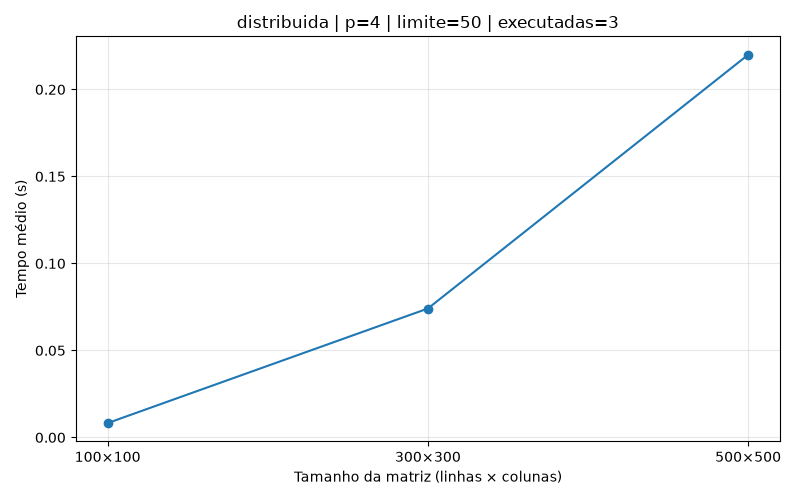 distribuida | p=4 | limite=50 | executadas=3
Tempo médio (s)
0.20
0.15
0.10
0.05
0.00
100×100
300×300
500×500
Tamanho da matriz (linhas × colunas)